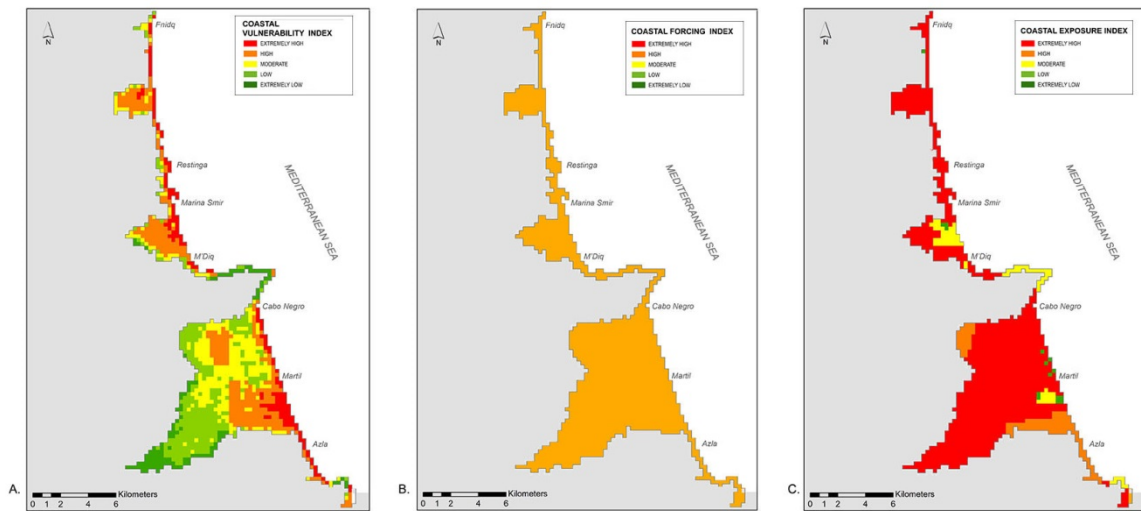 N
Fnidq
COASTAL
VULNERABILITY INDEX
EXTREMELY HIGH
HIGH
MODERATE
LOW
EXTREMELY LOW
Restinga
Marina Smir
MEDITERRANEAN SEA
M'Diq
Cabo Negro
Martil
Azla
A.
Kilometers
0 1 2 4 6
N
Fnidq
COASTAL FORCING INDEX
EXTREMELY HIGH
HIGH
MODERATE
LOW
EXTREMELY LOW
Restinga
Marina Smir
MEDITERRANEAN SEA
M'Diq
Cabo Negro
Martil
Azla
B.
Kilometers
0 1 2 4 6
N
Fnidq
COASTAL EXPOSURE INDEX
EXTREMELY HIGH
HIGH
MODERATE
LOW
EXTREMELY LOW
Restinga
Marina Smir
MEDITERRANEAN SEA
M'Diq
Cabo Negro
Martil
Azla
C.
Kilometers
0 1 2 4 6